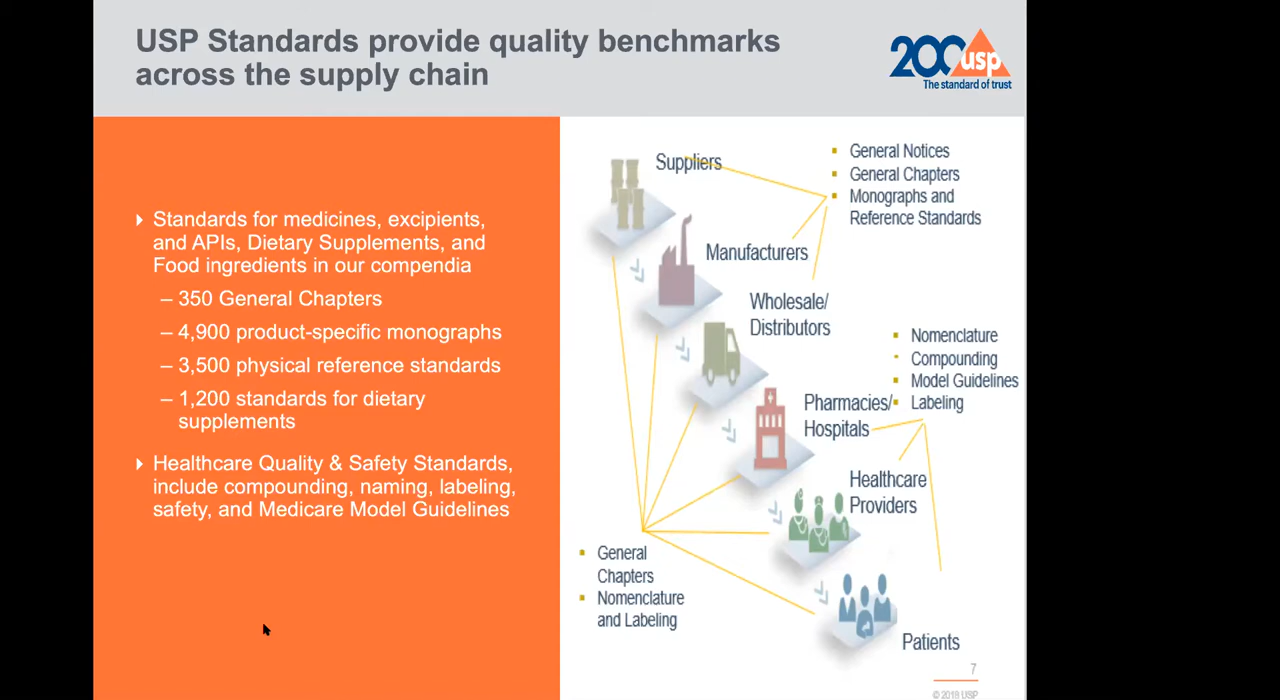 USP Standards provide quality benchmarks
across the supply chain
200 usp
The standard of trust
Standards for medicines, excipients,
and APIs, Dietary Supplements, and
Food ingredients in our compendia
– 350 General Chapters
– 4,900 product-specific monographs
– 3,500 physical reference standards
– 1,200 standards for dietary
supplements
Healthcare Quality & Safety Standards,
include compounding, naming, labeling,
safety, and Medicare Model Guidelines
Suppliers
General Notices
General Chapters
Monographs and
Reference Standards
Manufacturers
Wholesale/
Distributors
Nomenclature
Compounding
Model Guidelines
Labeling
Pharmacies/
Hospitals
Healthcare
Providers
General
Chapters
Nomenclature
and Labeling
Patients
7
© 2018 USP